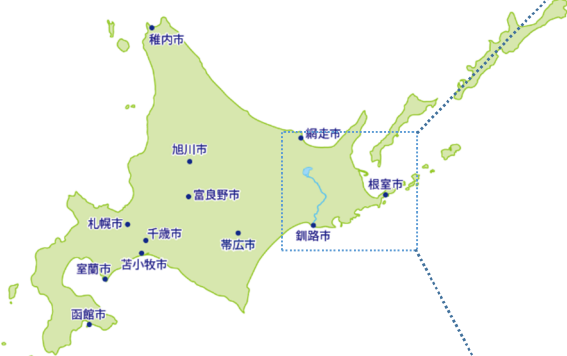 稚内市
網走市
旭川市
根室市
富良野市
札幌市
千歳市
釧路市
帯広市
苫小牧市
室蘭市
函館市